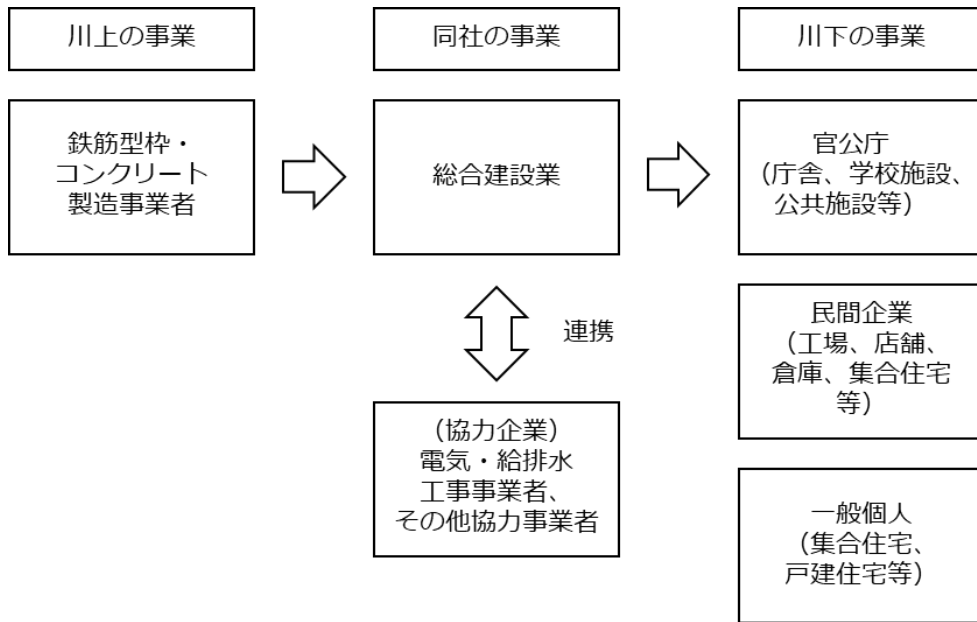 川上の事業
同社の事業
川下の事業
鉄筋型枠・
コンクリート
製造事業者
総合建設業
官公庁
（庁舎、学校施設、
公共施設等）
連携
民間企業
（工場、店舗、
倉庫、集合住宅
等）
（協力企業）
電気・給排水
工事事業者、
その他協力事業者
一般個人
（集合住宅、
戸建住宅等）